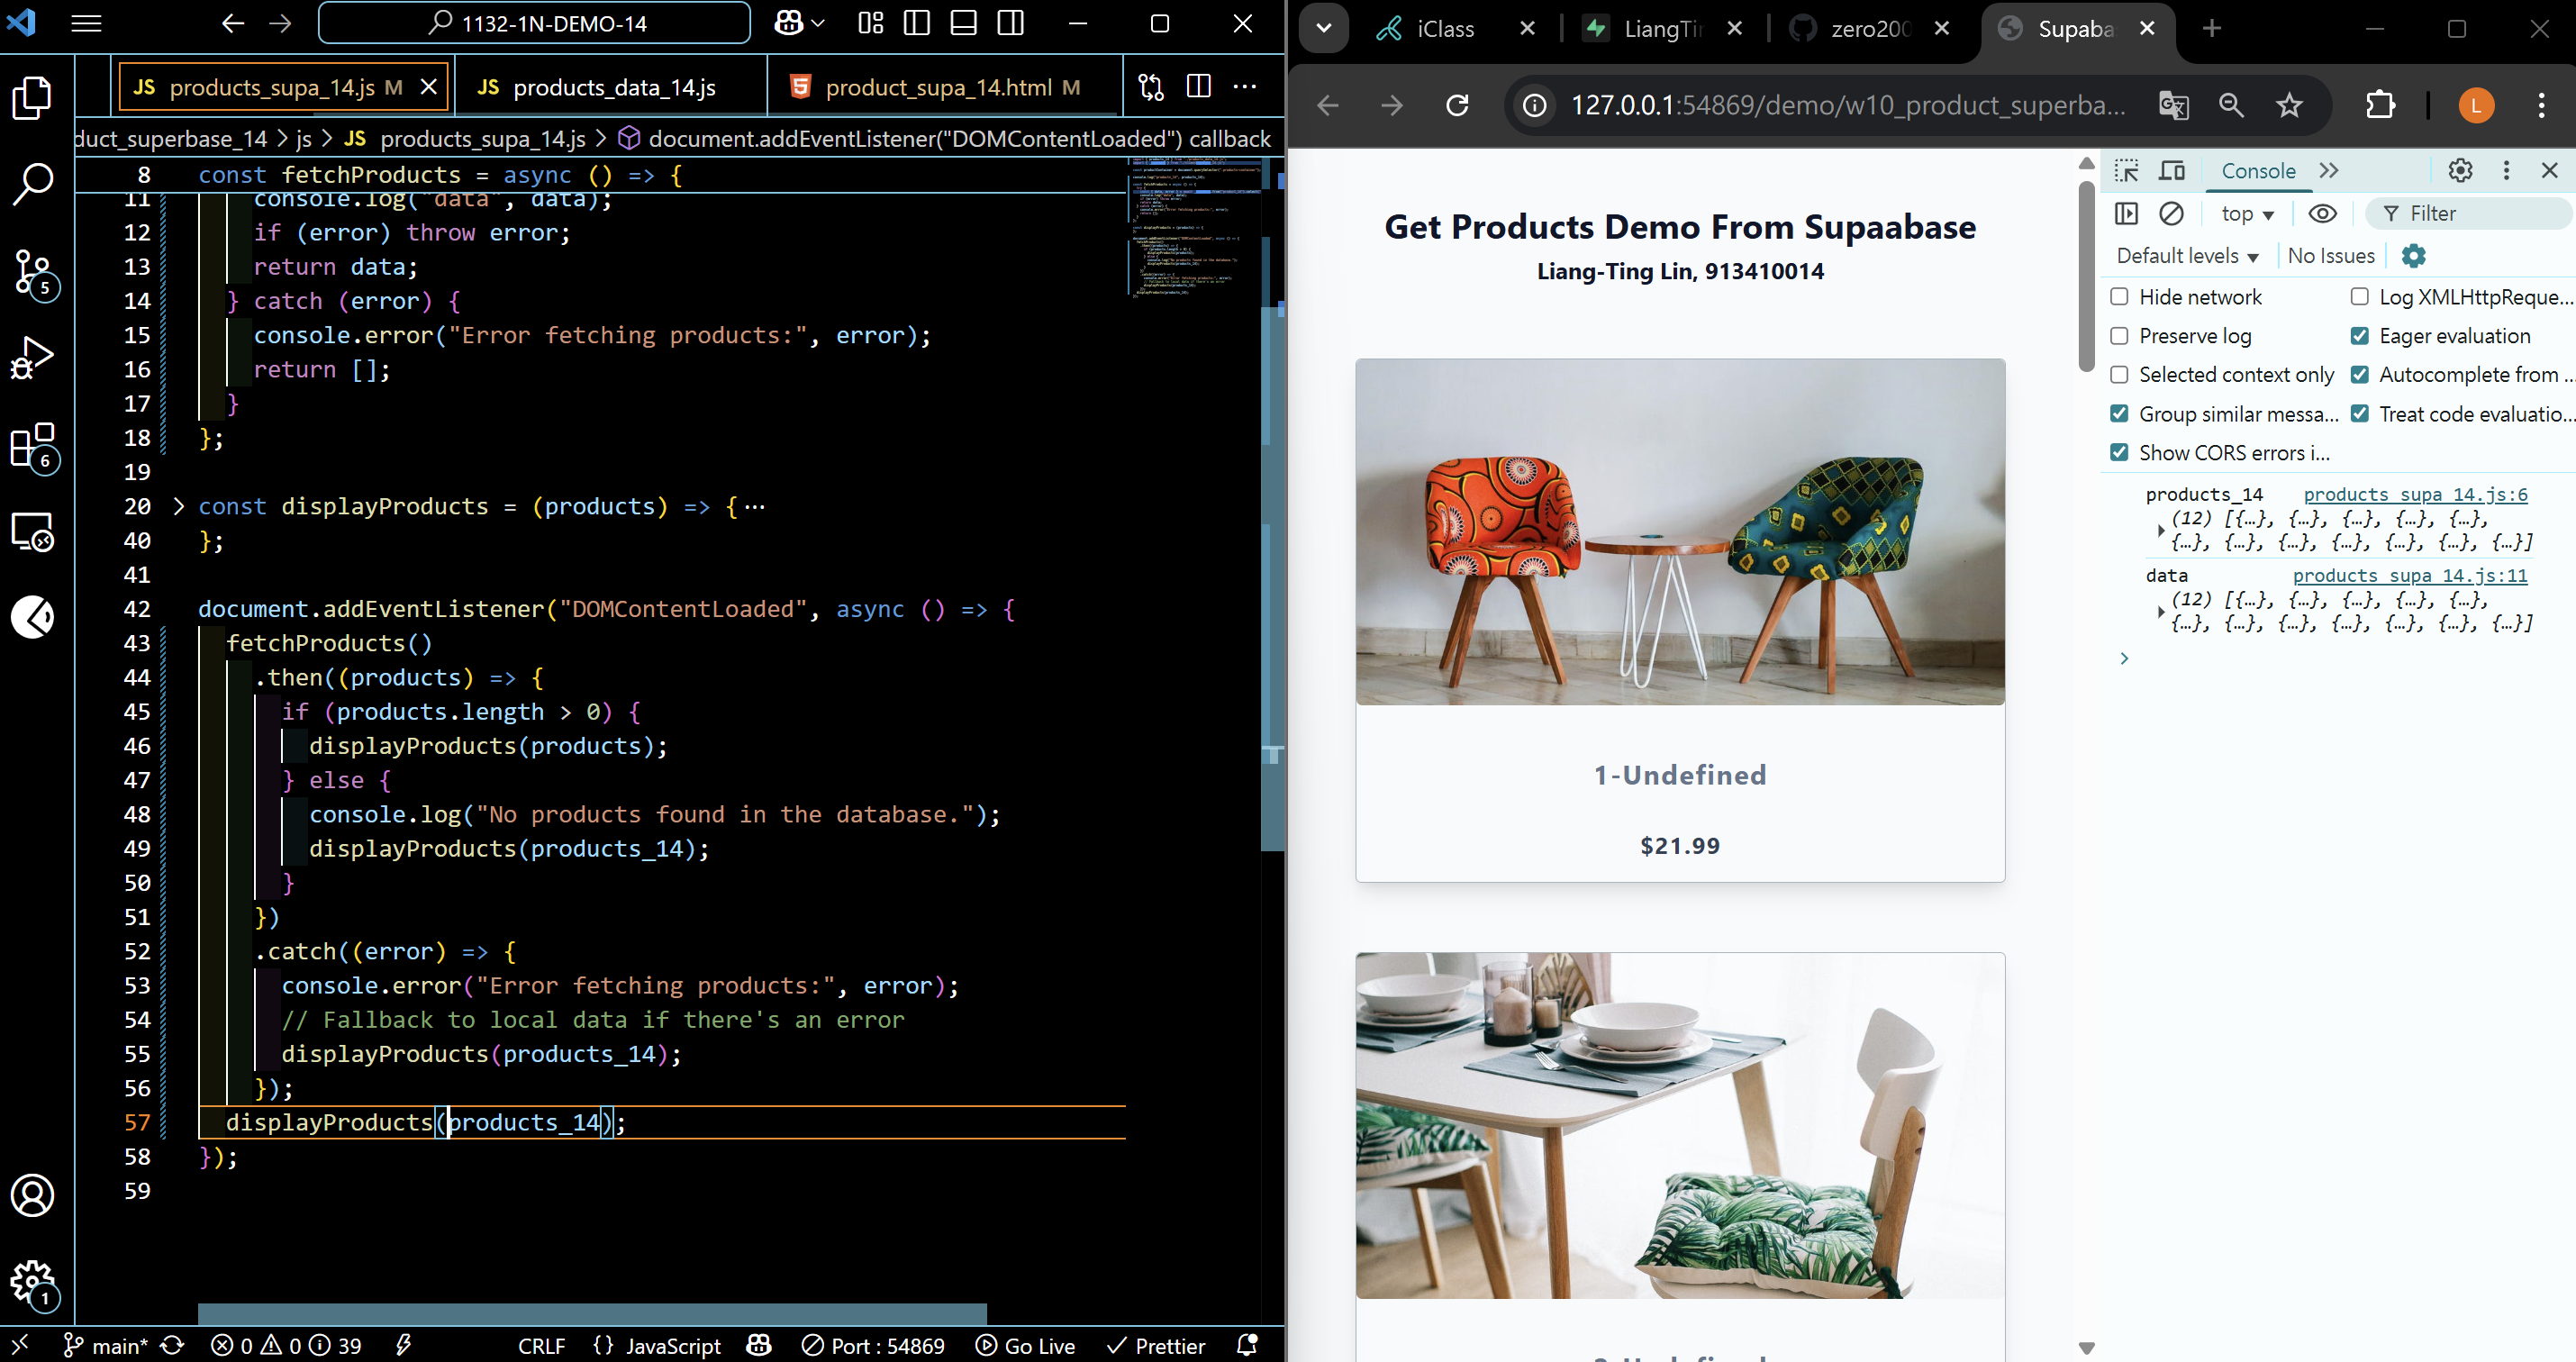 1132-1N-DEMO-14
JS products_supa_14.js M
JS products_data_14.js
product_supa_14.html M
duct_superbase_14 > js > JS products_supa_14.js > document.addEventListener("DOMContentLoaded") callback
8 const fetchProducts = async () => {
11 console.log("data", data);
12 if (error) throw error;
13 return data;
14 } catch (error) {
15 console.error("Error fetching products:", error);
16 return [];
17 }
18 };
19
20 const displayProducts = (products) => {…
40 };
41
42 document.addEventListener("DOMContentLoaded", async () => {
43 fetchProducts()
44 .then((products) => {
45 if (products.length > 0) {
46 displayProducts(products);
47 } else {
48 console.log("No products found in the database.");
49 displayProducts(products_14);
50 }
51 })
52 .catch((error) => {
53 console.error("Error fetching products:", error);
54 // Fallback to local data if there's an error
55 displayProducts(products_14);
56 });
57 displayProducts(products_14);
58 });
59
5
6
1
main* 0 0 39 CRLF {} JavaScript Port : 54869 Go Live Prettier
iClass
LiangTi
zero200
Supaba
127.0.0.1:54869/demo/w10_product_superba...
L
Get Products Demo From Supaabase
Liang-Ting Lin, 913410014
1-Undefined
$21.99
Console
top
Filter
Default levels
No Issues
Hide network
Log XMLHttpReque...
Preserve log
Eager evaluation
Selected context only
Autocomplete from ...
Group similar messa...
Treat code evaluatio...
Show CORS errors i...
products_14 products_supa_14.js:6
(12) [{…}, {…}, {…}, {…}, {…},
{…}, {…}, {…}, {…}, {…}, {…}, {…}]
data products_supa_14.js:11
(12) [{…}, {…}, {…}, {…}, {…},
{…}, {…}, {…}, {…}, {…}, {…}, {…}]